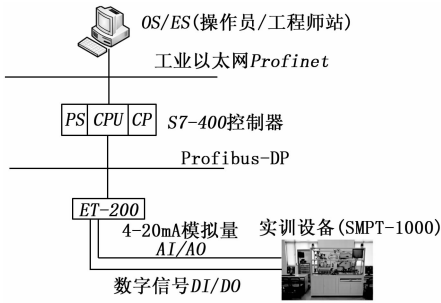 OS/ES(操作员/工程师站)
工业以太网Profinet
PS CPU CP S7-400控制器
Profibus-DP
ET-200
4-20mA模拟量 实训设备(SMPT-1000)
AI/AO
数字信号DI/DO